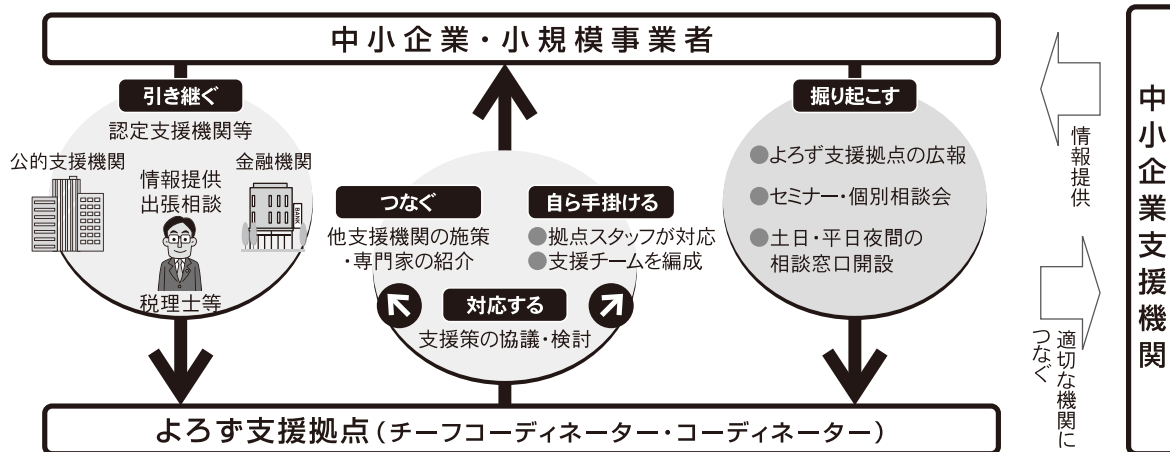 中小企業・小規模事業者
引き継ぐ
認定支援機関等
公的支援機関
金融機関
情報提供
出張相談
BANK
税理士等
つなぐ
他支援機関の施策
・専門家の紹介
自ら手掛ける
●拠点スタッフが対応
●支援チームを編成
対応する
支援策の協議・検討
掘り起こす
●よろず支援拠点の広報
●セミナー・個別相談会
●土日・平日夜間の
相談窓口開設
よろず支援拠点(チーフコーディネーター・コーディネーター)
情報提供
適切な機関に
つなぐ
中小企業支援機関